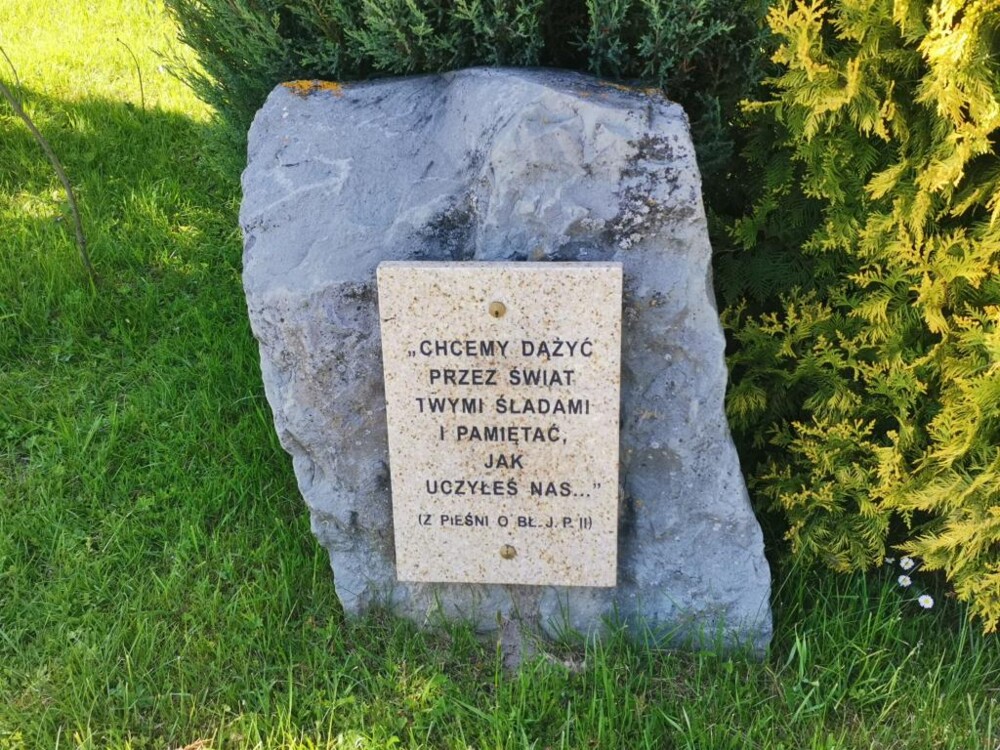 „CHCEMY DĄŻYĆ
PRZEZ ŚWIAT
TWYMI ŚLADAMI
I PAMIĘTAĆ,
JAK
UCZYŁEŚ NAS..."
(Z PIEŚNI O BŁ. J. P. II)